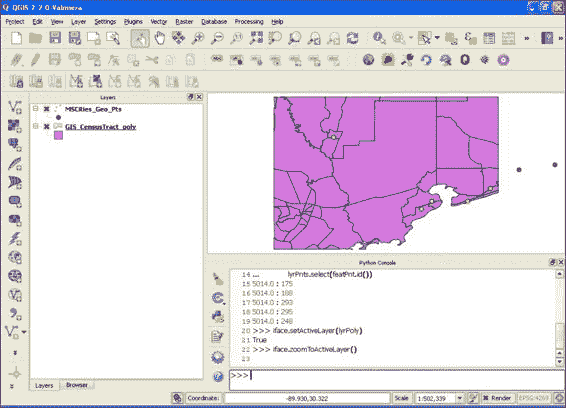 QGIS 2.2.0-Valmiera
Project Edit View Layer Settings Plugins Vector Raster Database Processing Help
Layers
MSCRies_Geo_Pts
GIS_CensusTract_poly
Python Console
14 ... lyrPnts.select(featPnt.id())
15 5014.0 : 175
16 5014.0 : 188
17 5014.0 : 293
18 5014.0 : 295
19 5014.0 : 248
20 >>> iface.setActiveLayer(lyrPoly)
21 True
22 >>> iface.zoomToActiveLayer()
23
>>>
Layers Browser
Coordinate: -89.930,30.322 Scale 1:502,339 Render EPSG:4269